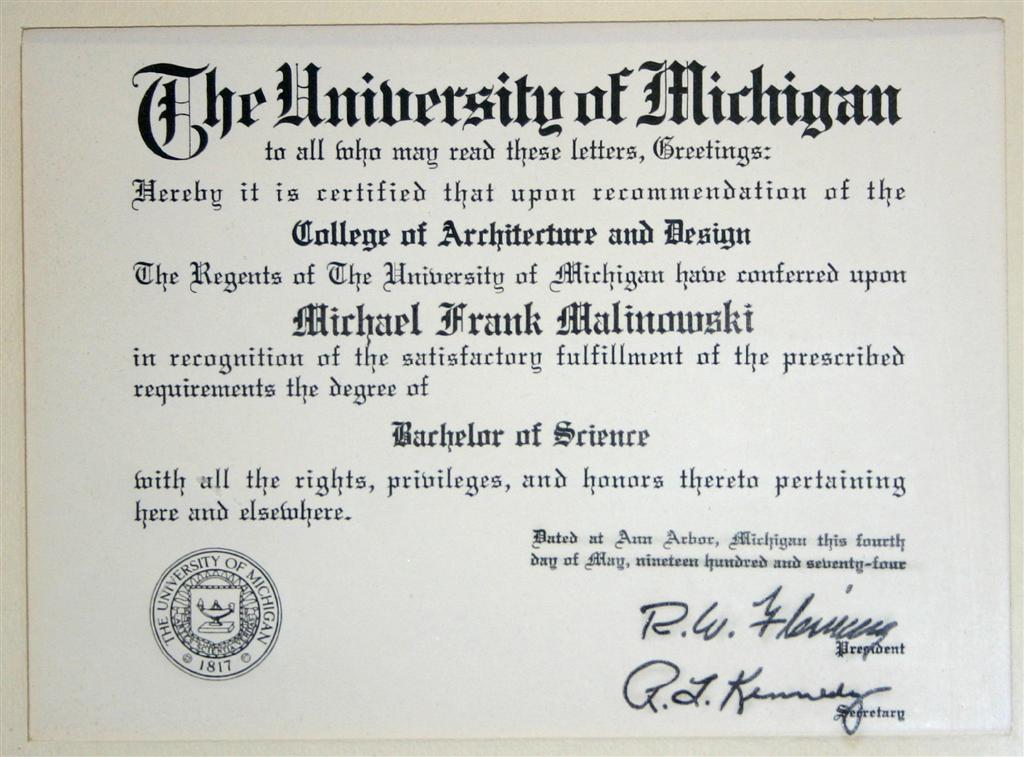 The University of Michigan
to all who may read these letters, Greetings:
Hereby it is certified that upon recommendation of the
College of Architecture and Design
The Regents of The University of Michigan have conferred upon
Michael Frank Malinowski
in recognition of the satisfactory fulfillment of the prescribed
requirements the degree of
Bachelor of Science
with all the rights, privileges, and honors thereto pertaining
here and elsewhere.
Dated at Ann Arbor, Michigan this fourth
day of May, nineteen hundred and seventy-four
THE UNIVERSITY OF MICHIGAN
1817
R.W. Fleming
President
R.L. Kennedy
Secretary